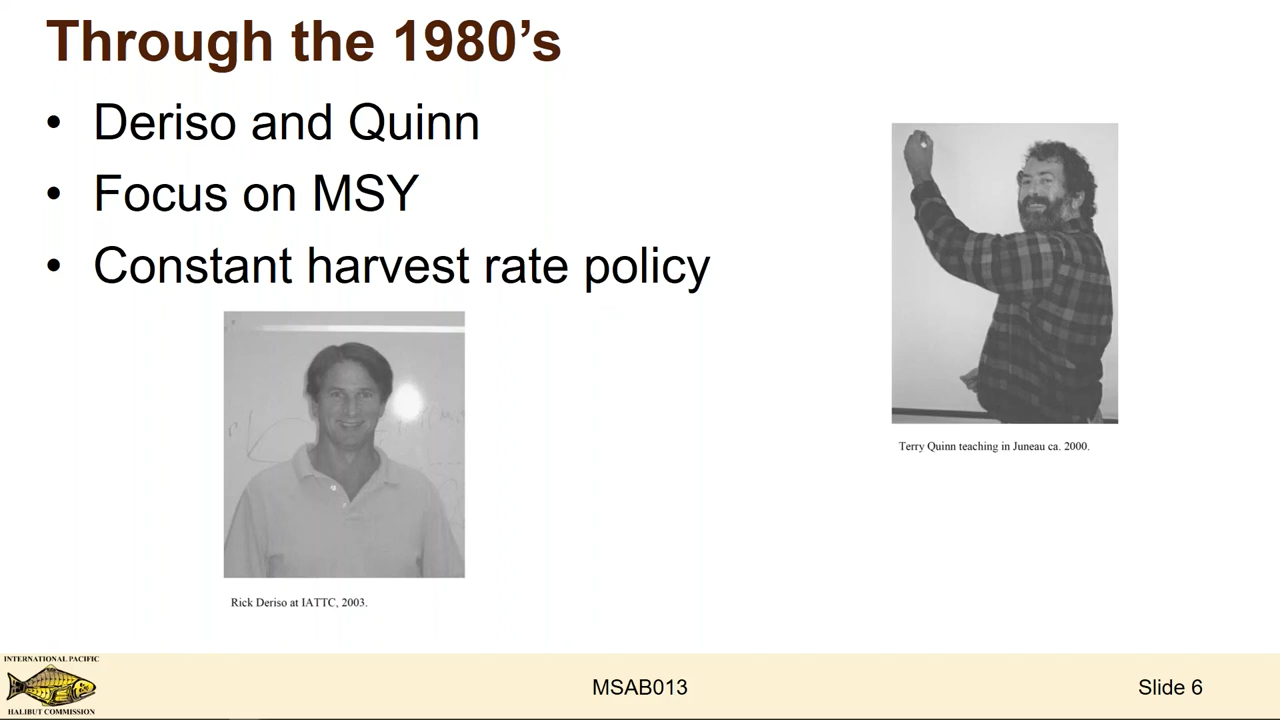 Through the 1980’s
• Deriso and Quinn
• Focus on MSY
• Constant harvest rate policy
Terry Quinn teaching in Juneau ca. 2000.
Rick Deriso at IATTC, 2003.
INTERNATIONAL PACIFIC
HALIBUT COMMISSION
MSAB013
Slide 6